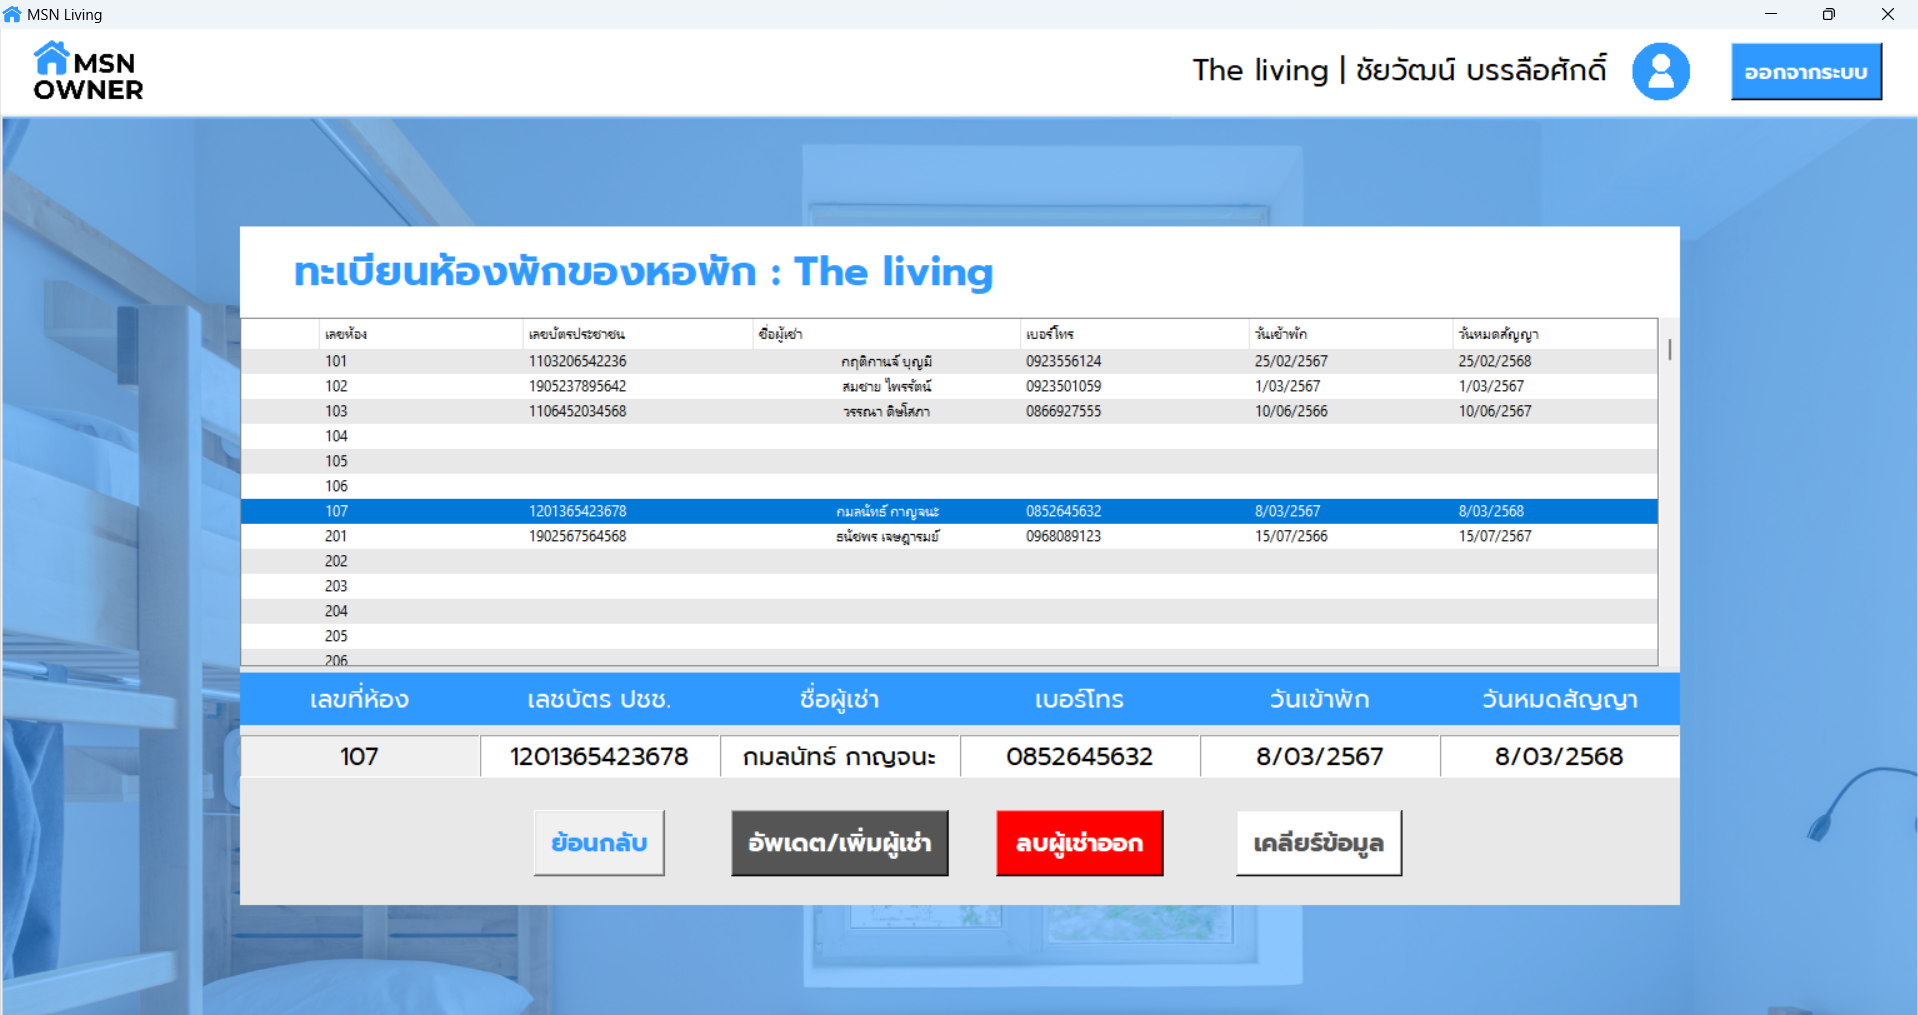 MSN Living
MSN
OWNER
The living | ชัยวัฒน์ บรรลือศักดิ์
ออกจากระบบ
ทะเบียนห้องพักของหอพัก : The living
เลขห้อง เลขบัตรประชาชน ชื่อผู้เช่า เบอร์โทร วันเข้าพัก วันหมดสัญญา
101 1103206542236 กฤติกานจ์ บุญมี 0923556124 25/02/2567 25/02/2568
102 1905237895642 สมชาย ไพรรัตน์ 0923501059 1/03/2567 1/03/2567
103 1106452034568 วรรณา ดิษโสภา 0866927555 10/06/2566 10/06/2567
104
105
106
107 1201365423678 กมลนัทธ์ กาญจนะ 0852645632 8/03/2567 8/03/2568
201 1902567564568 ธนัชพร เจษฎารมย์ 0968089123 15/07/2566 15/07/2567
202
203
204
205
206
เลขที่ห้อง เลขบัตร ปชช. ชื่อผู้เช่า เบอร์โทร วันเข้าพัก วันหมดสัญญา
107 1201365423678 กมลนัทธ์ กาญจนะ 0852645632 8/03/2567 8/03/2568
ย้อนกลับ อัพเดต/เพิ่มผู้เช่า ลบผู้เช่าออก เคลียร์ข้อมูล